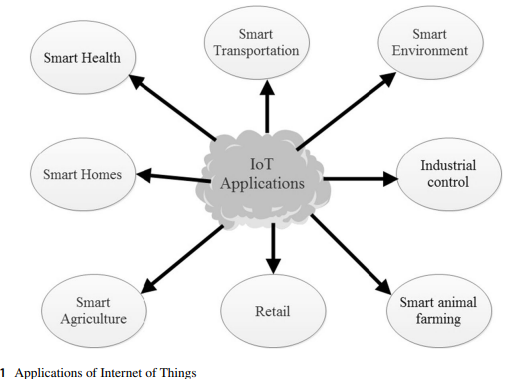 Smart Health
Smart
Transportation
Smart
Environment
Smart Homes
IoT
Applications
Industrial
control
Smart
Agriculture
Retail
Smart animal
farming
1 Applications of Internet of Things